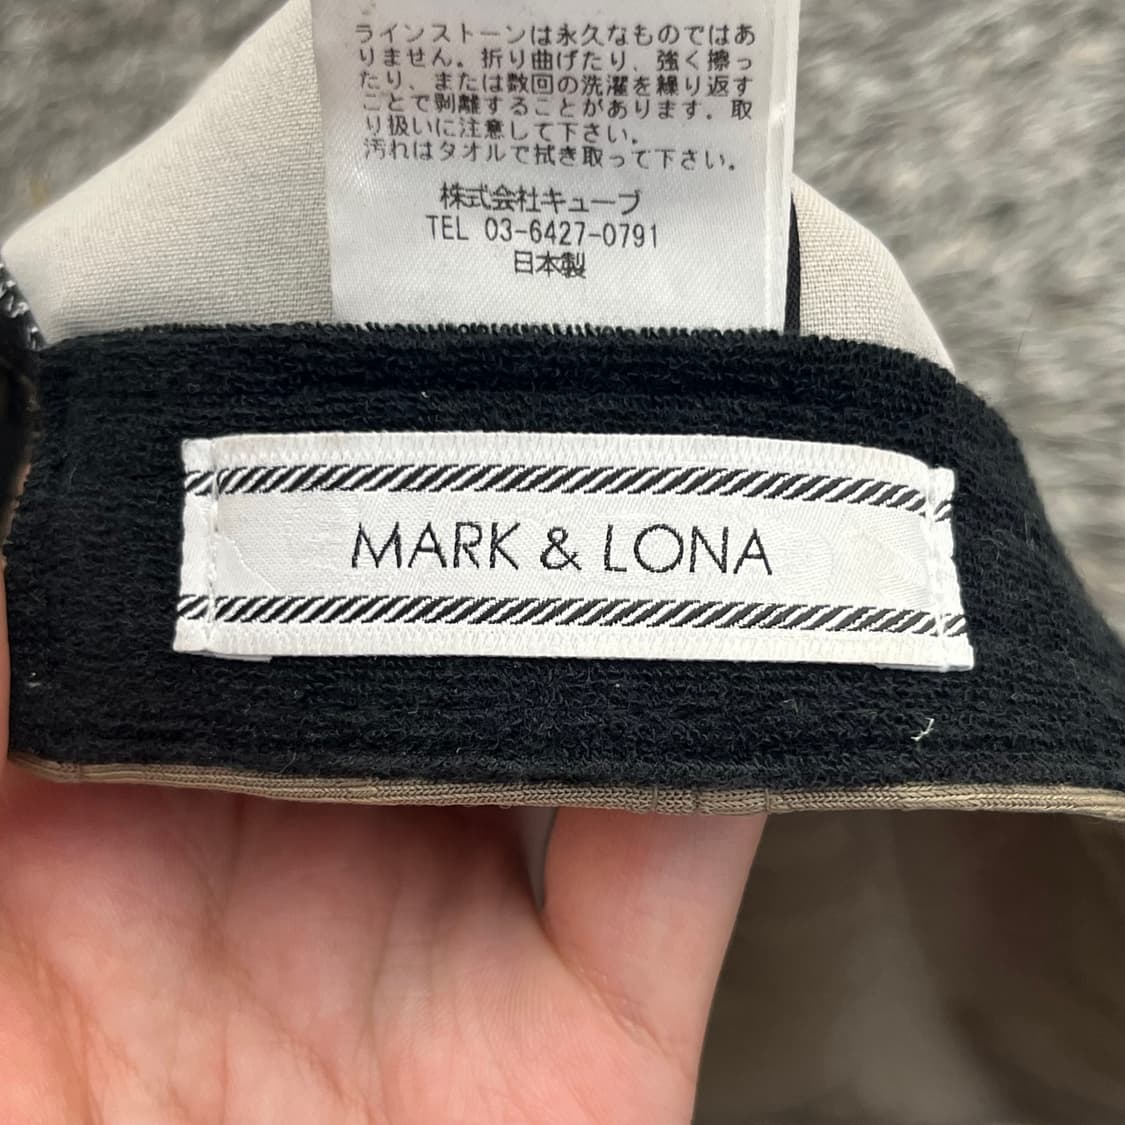 ラインストーンは永久なものではあ
りません。折り曲げたり、強く擦っ
たり、または数回の洗濯を繰り返す
ことで剥離することがあります。取
り扱いに注意して下さい。
汚れはタオルで拭き取って下さい。
株式会社キューブ
TEL 03-6427-0791
日本製
MARK & LONA